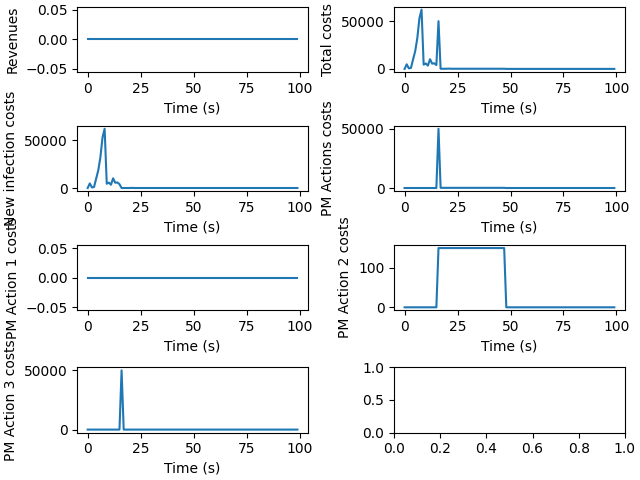 Revenues
0.05
0.00
−0.05
0 25 50 75 100
Time (s)
Total costs
50000
0
0 25 50 75 100
Time (s)
New infection costs
50000
0
0 25 50 75 100
Time (s)
PM Actions costs
50000
0
0 25 50 75 100
Time (s)
PM Action 1 costs
0.05
0.00
−0.05
0 25 50 75 100
Time (s)
PM Action 2 costs
100
0
0 25 50 75 100
Time (s)
PM Action 3 costs
50000
0
0 25 50 75 100
Time (s)
1.0
0.5
0.0
0.0 0.2 0.4 0.6 0.8 1.0